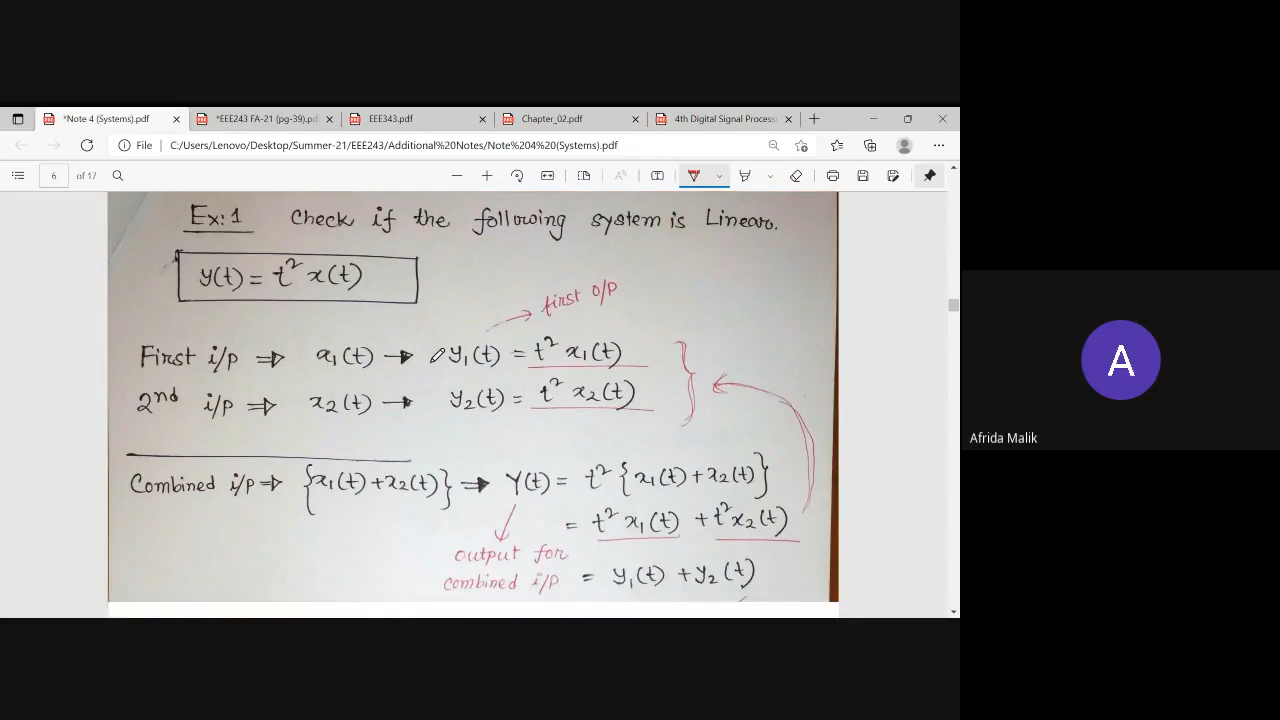 *Note 4 (Systems).pdf
*EEE243 FA-21 (pg-39).pd
EEE343.pdf
Chapter_02.pdf
4th Digital Signal Process
File C:/Users/Lenovo/Desktop/Summer-21/EEE243/Additional%20Notes/Note%204%20(Systems).pdf
6 of 17
Ex: 1 Check if the following system is Linear.
y(t) = t² x(t)
first o/p
First i/p ⇒ x₁(t) → y₁(t) = t² x₁(t)
2nd i/p ⇒ x₂(t) → y₂(t) = t² x₂(t)
Combined i/p ⇒ {x₁(t) + x₂(t)} → Y(t) = t² {x₁(t) + x₂(t)}
= t² x₁(t) + t² x₂(t)
output for
combined i/p = y₁(t) + y₂(t)
A
Afrida Malik